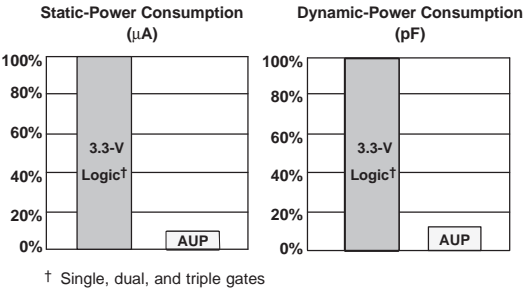 Static-Power Consumption
(μA)
100%
80%
60%
40%
20%
0%
3.3-V
Logic†
AUP
Dynamic-Power Consumption
(pF)
100%
80%
60%
40%
20%
0%
3.3-V
Logic†
AUP
† Single, dual, and triple gates